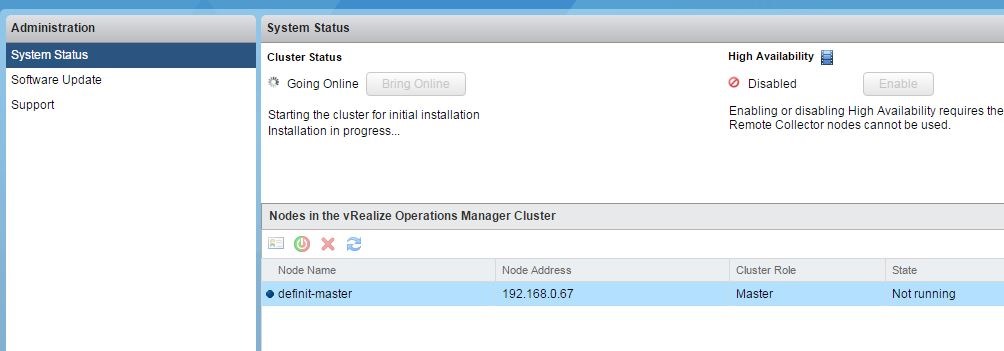 Administration
System Status
Software Update
Support
System Status
Cluster Status
Going Online Bring Online
Starting the cluster for initial installation
Installation in progress...
High Availability
Disabled Enable
Enabling or disabling High Availability requires the
Remote Collector nodes cannot be used.
Nodes in the vRealize Operations Manager Cluster
Node Name Node Address Cluster Role State
definit-master 192.168.0.67 Master Not running